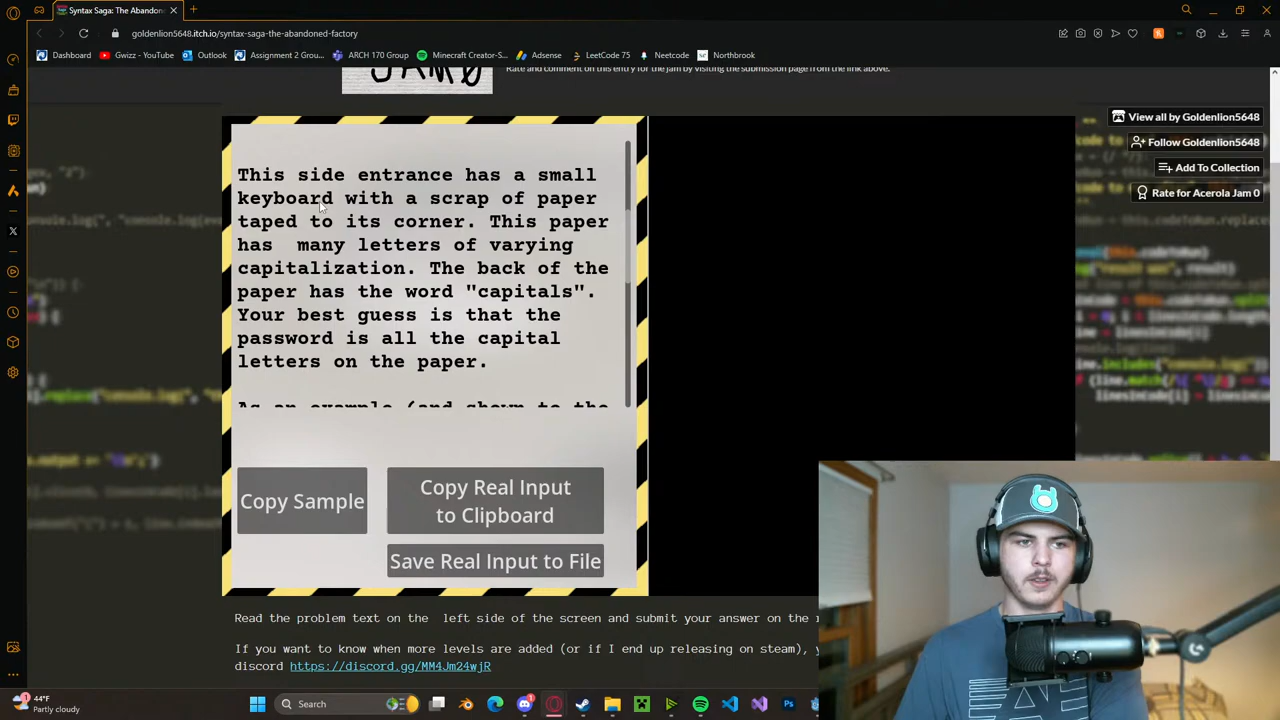 Syntax Saga: The Abandon
goldenlion5648.itch.io/syntax-saga-the-abandoned-factory
Dashboard
Gwizz - YouTube
Outlook
Assignment 2 Grou...
ARCH 170 Group
Minecraft Creator-S...
Adsense
LeetCode 75
Neetcode
Northbrook
Rate and comment on this entry for the jam by visiting the submission page from the link above.
View all by Goldenlion5648
Follow Goldenlion5648
Add To Collection
Rate for Acerola Jam 0
This side entrance has a small
keyboard with a scrap of paper
taped to its corner. This paper
has many letters of varying
capitalization. The back of the
paper has the word "capitals".
Your best guess is that the
password is all the capital
letters on the paper.
As an example (and shown to the
Copy Sample
Copy Real Input
to Clipboard
Save Real Input to File
Read the problem text on the left side of the screen and submit your answer on the
If you want to know when more levels are added (or if I end up releasing on steam),
discord https://discord.gg/MM4Jm24wjR
44°F
Partly cloudy
Search